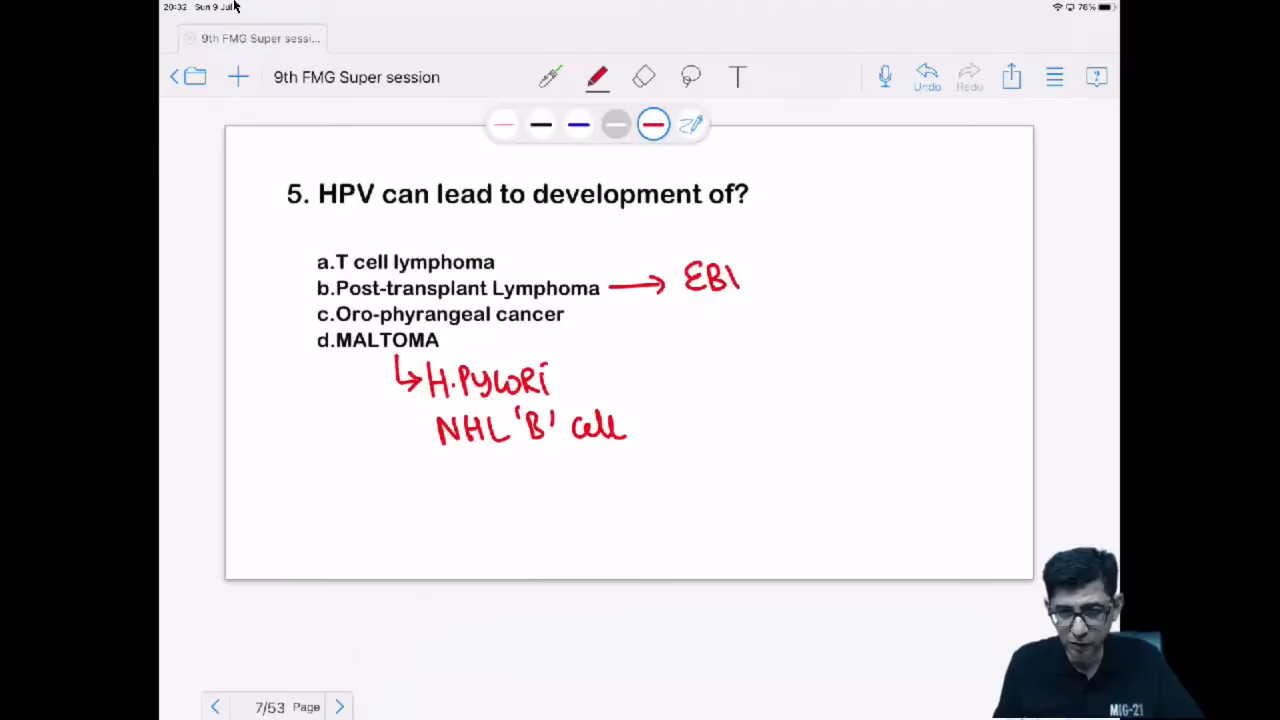 20:32 Sun 9 Jul
78%
9th FMG Super sessi...
9th FMG Super session
T
Undo
Redo
5. HPV can lead to development of?
a.T cell lymphoma
b.Post-transplant Lymphoma → EBV
c.Oro-phyrangeal cancer
d.MALTOMA
↳ H.PyloRi
NHL 'B' cell
7/53 Page
MIG-21